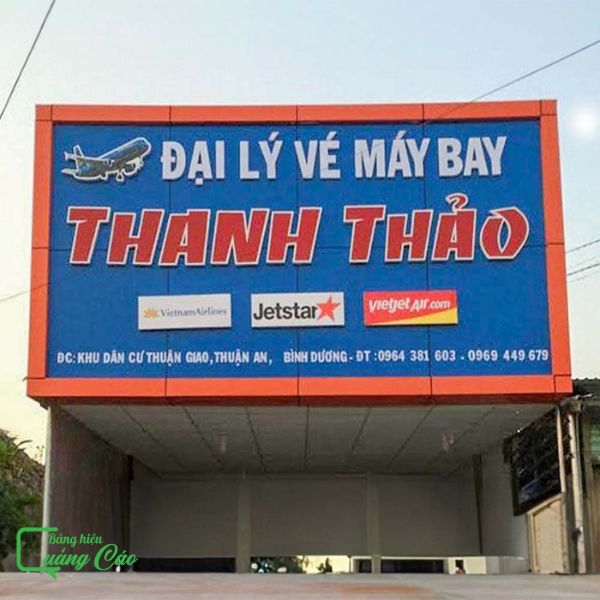 ĐẠI LÝ VÉ MÁY BAY
THANH THẢO
VietnamAirlines Jetstar vietjetAir.com
ĐC: KHU DÂN CƯ THUẬN GIAO, THUẬN AN, BÌNH DƯƠNG - ĐT : 0964 381 603 - 0969 449 679
Bảng hiệu
Quảng Cáo